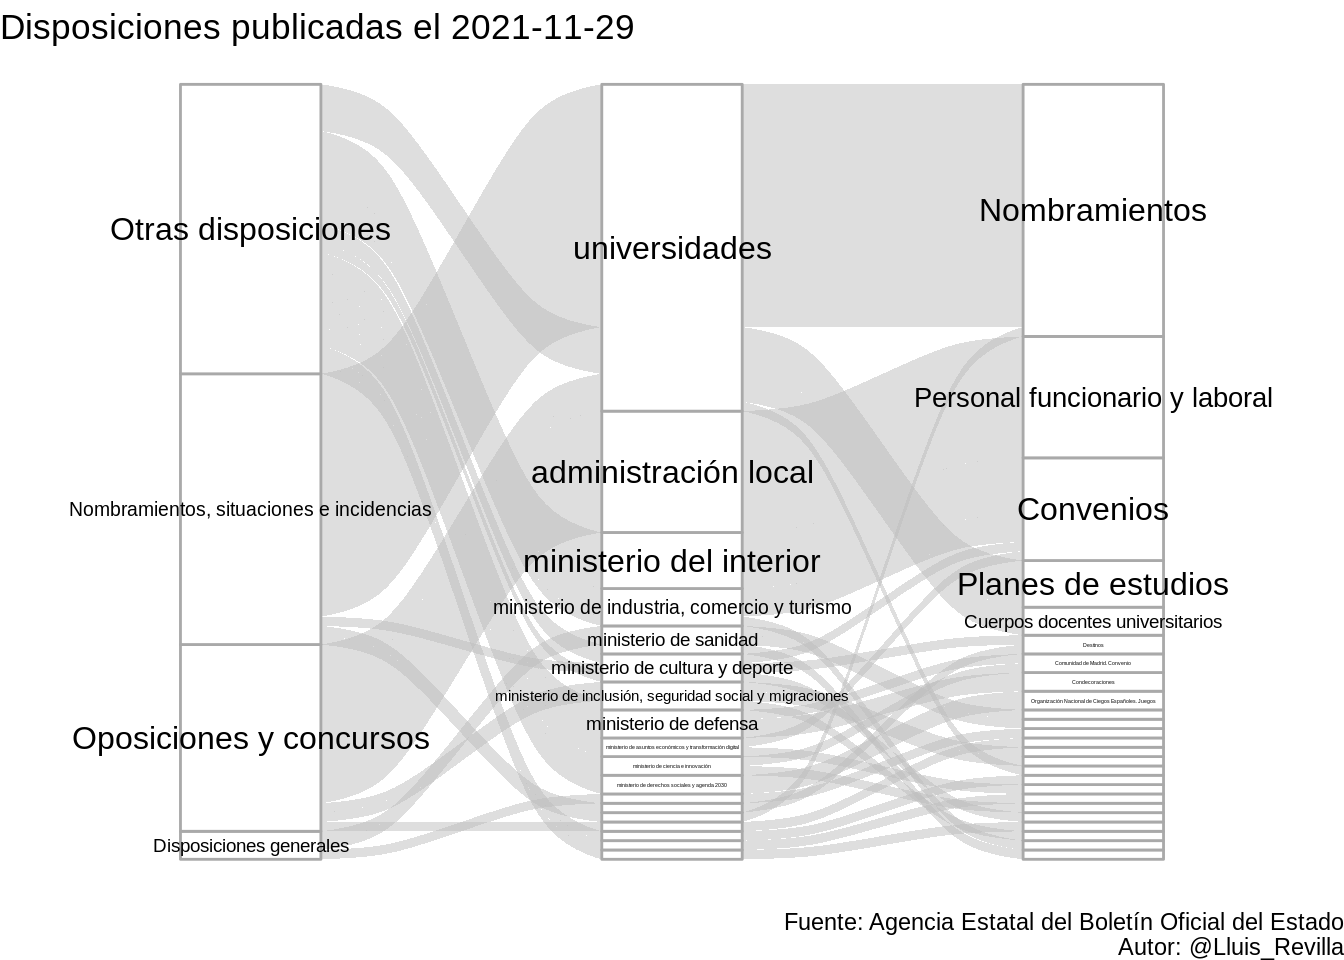 Disposiciones publicadas el 2021-11-29
Otras disposiciones
Nombramientos, situaciones e incidencias
Oposiciones y concursos
Disposiciones generales
universidades
administración local
ministerio del interior
ministerio de industria, comercio y turismo
ministerio de sanidad
ministerio de cultura y deporte
ministerio de inclusión, seguridad social y migraciones
ministerio de defensa
ministerio de asuntos económicos y transformación digital
ministerio de ciencia e innovación
ministerio de derechos sociales y agenda 2030
Nombramientos
Personal funcionario y laboral
Convenios
Planes de estudios
Cuerpos docentes universitarios
Destinos
Comunidad de Madrid. Convenio
Condecoraciones
Organización Nacional de Ciegos Españoles. Juegos
Fuente: Agencia Estatal del Boletín Oficial del Estado
Autor: @Lluis_Revilla